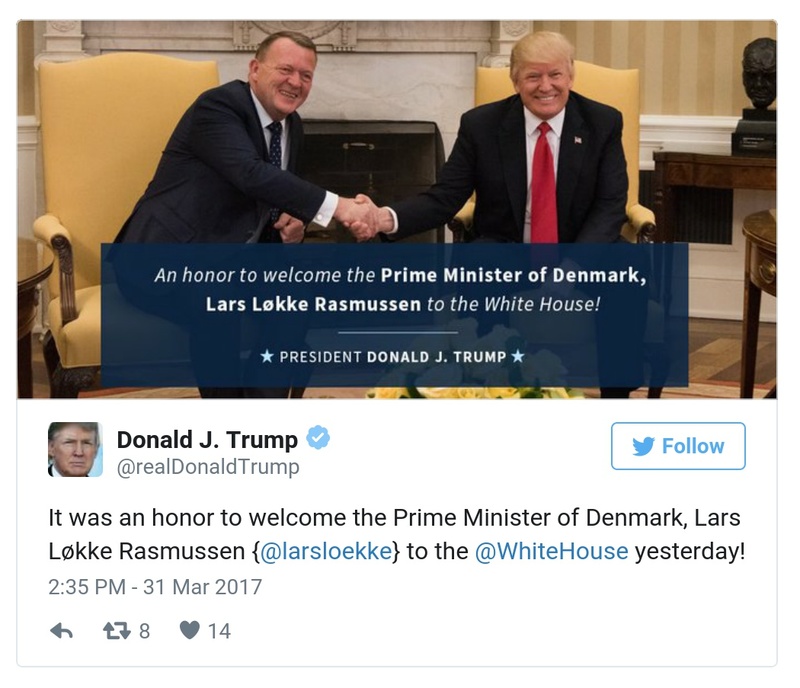 An honor to welcome the Prime Minister of Denmark,
Lars Løkke Rasmussen to the White House!
★ PRESIDENT DONALD J. TRUMP ★
Donald J. Trump
@realDonaldTrump
Follow
It was an honor to welcome the Prime Minister of Denmark, Lars
Løkke Rasmussen {@larsloekke} to the @WhiteHouse yesterday!
2:35 PM - 31 Mar 2017
8 14